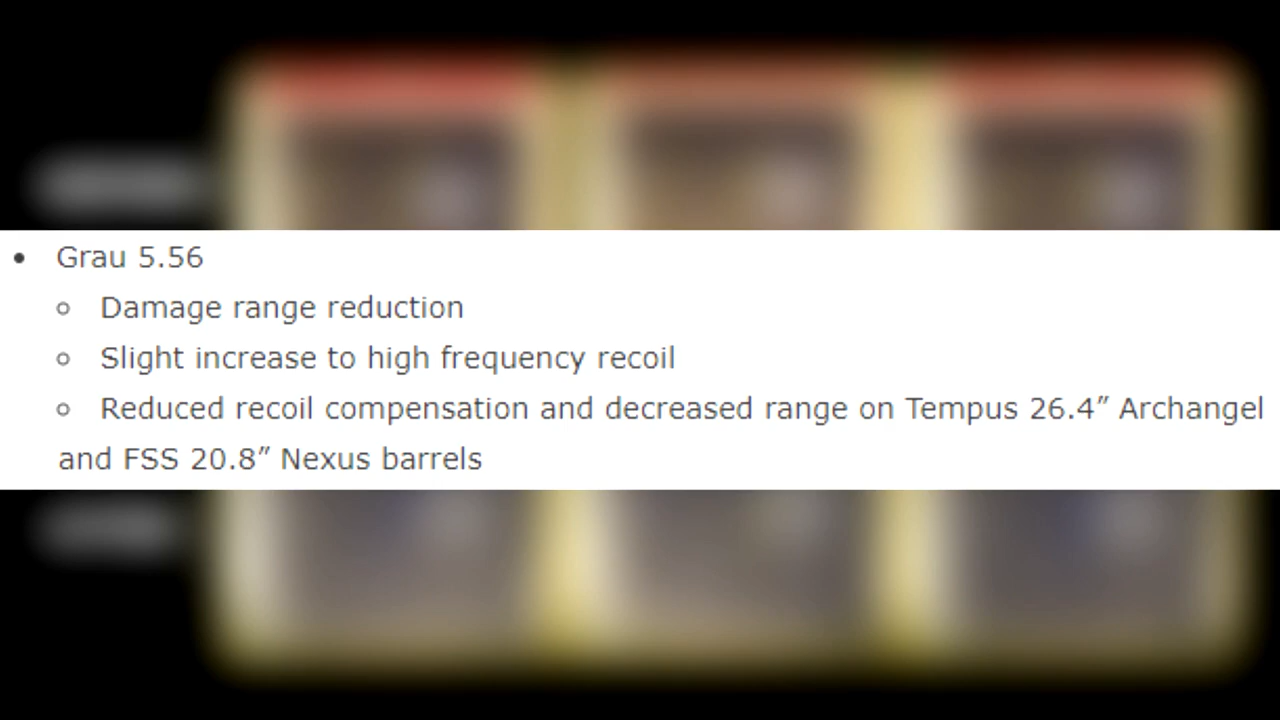 • Grau 5.56
○ Damage range reduction
○ Slight increase to high frequency recoil
○ Reduced recoil compensation and decreased range on Tempus 26.4” Archangel
and FSS 20.8” Nexus barrels